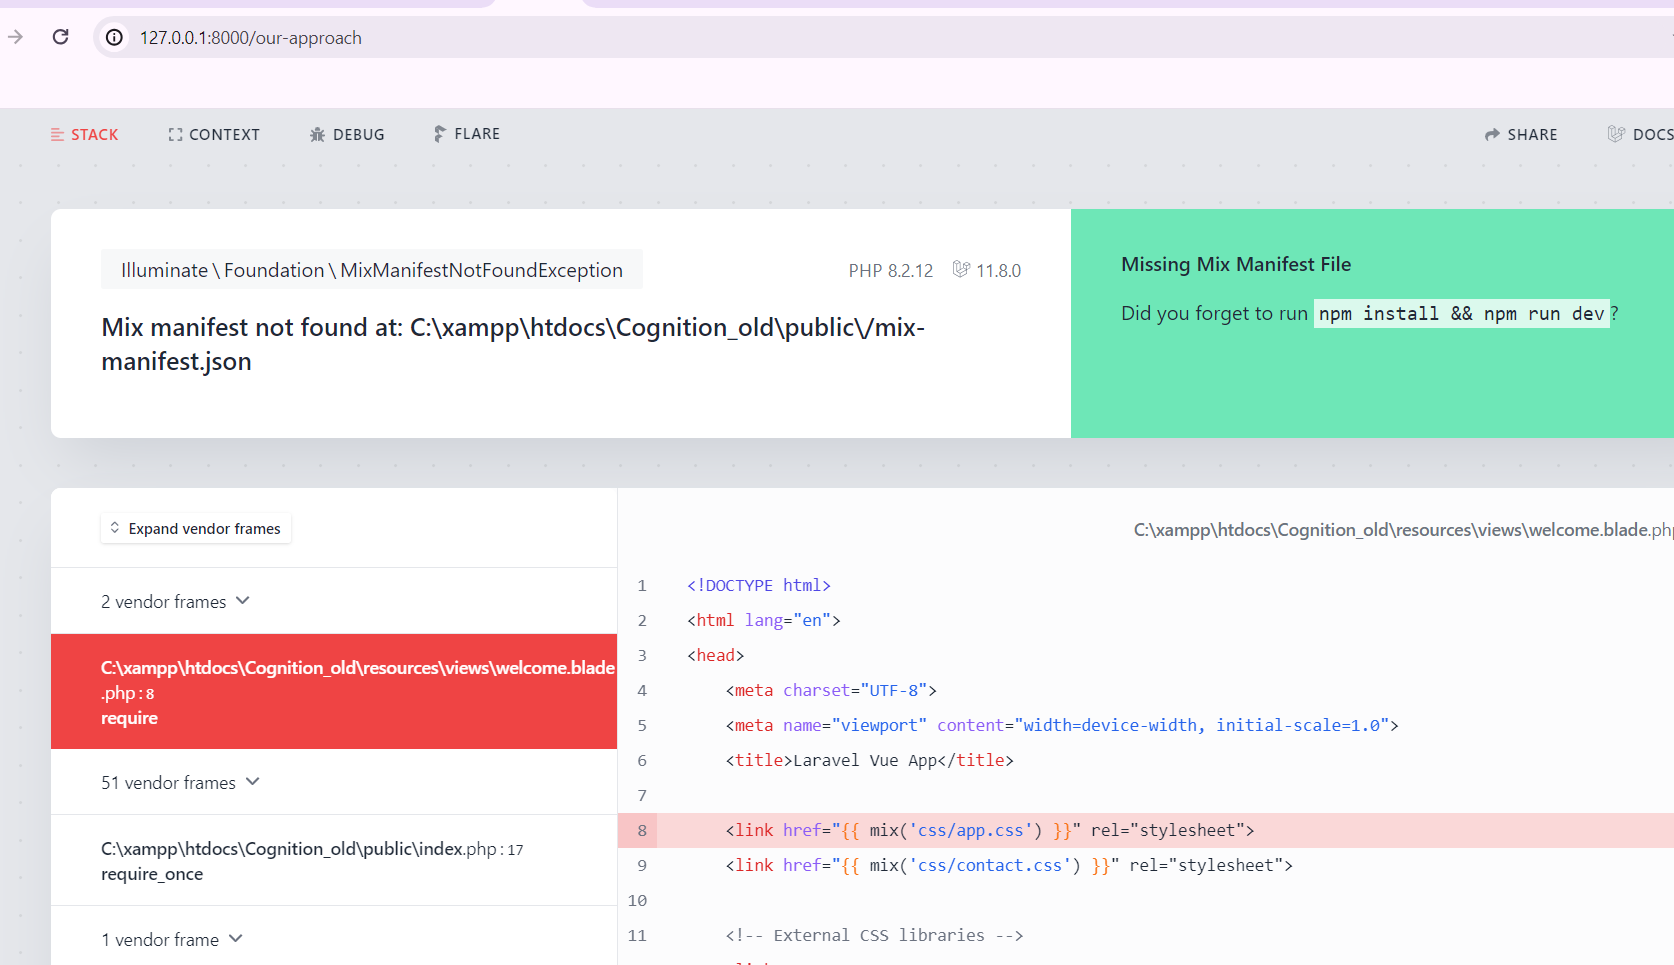 127.0.0.1:8000/our-approach
STACK CONTEXT DEBUG FLARE SHARE DOCS
Illuminate \ Foundation \ MixManifestNotFoundException PHP 8.2.12 11.8.0
Mix manifest not found at: C:\xampp\htdocs\Cognition_old\public\/mix-
manifest.json
Missing Mix Manifest File
Did you forget to run npm install && npm run dev?
Expand vendor frames
2 vendor frames
C:\xampp\htdocs\Cognition_old\resources\views\welcome.blade
.php : 8
require
51 vendor frames
C:\xampp\htdocs\Cognition_old\public\index.php : 17
require_once
1 vendor frame
C:\xampp\htdocs\Cognition_old\resources\views\welcome.blade.php
1 <!DOCTYPE html>
2 <html lang="en">
3 <head>
4 <meta charset="UTF-8">
5 <meta name="viewport" content="width=device-width, initial-scale=1.0">
6 <title>Laravel Vue App</title>
7
8 <link href="{{ mix('css/app.css') }}" rel="stylesheet">
9 <link href="{{ mix('css/contact.css') }}" rel="stylesheet">
10
11 <!-- External CSS libraries -->